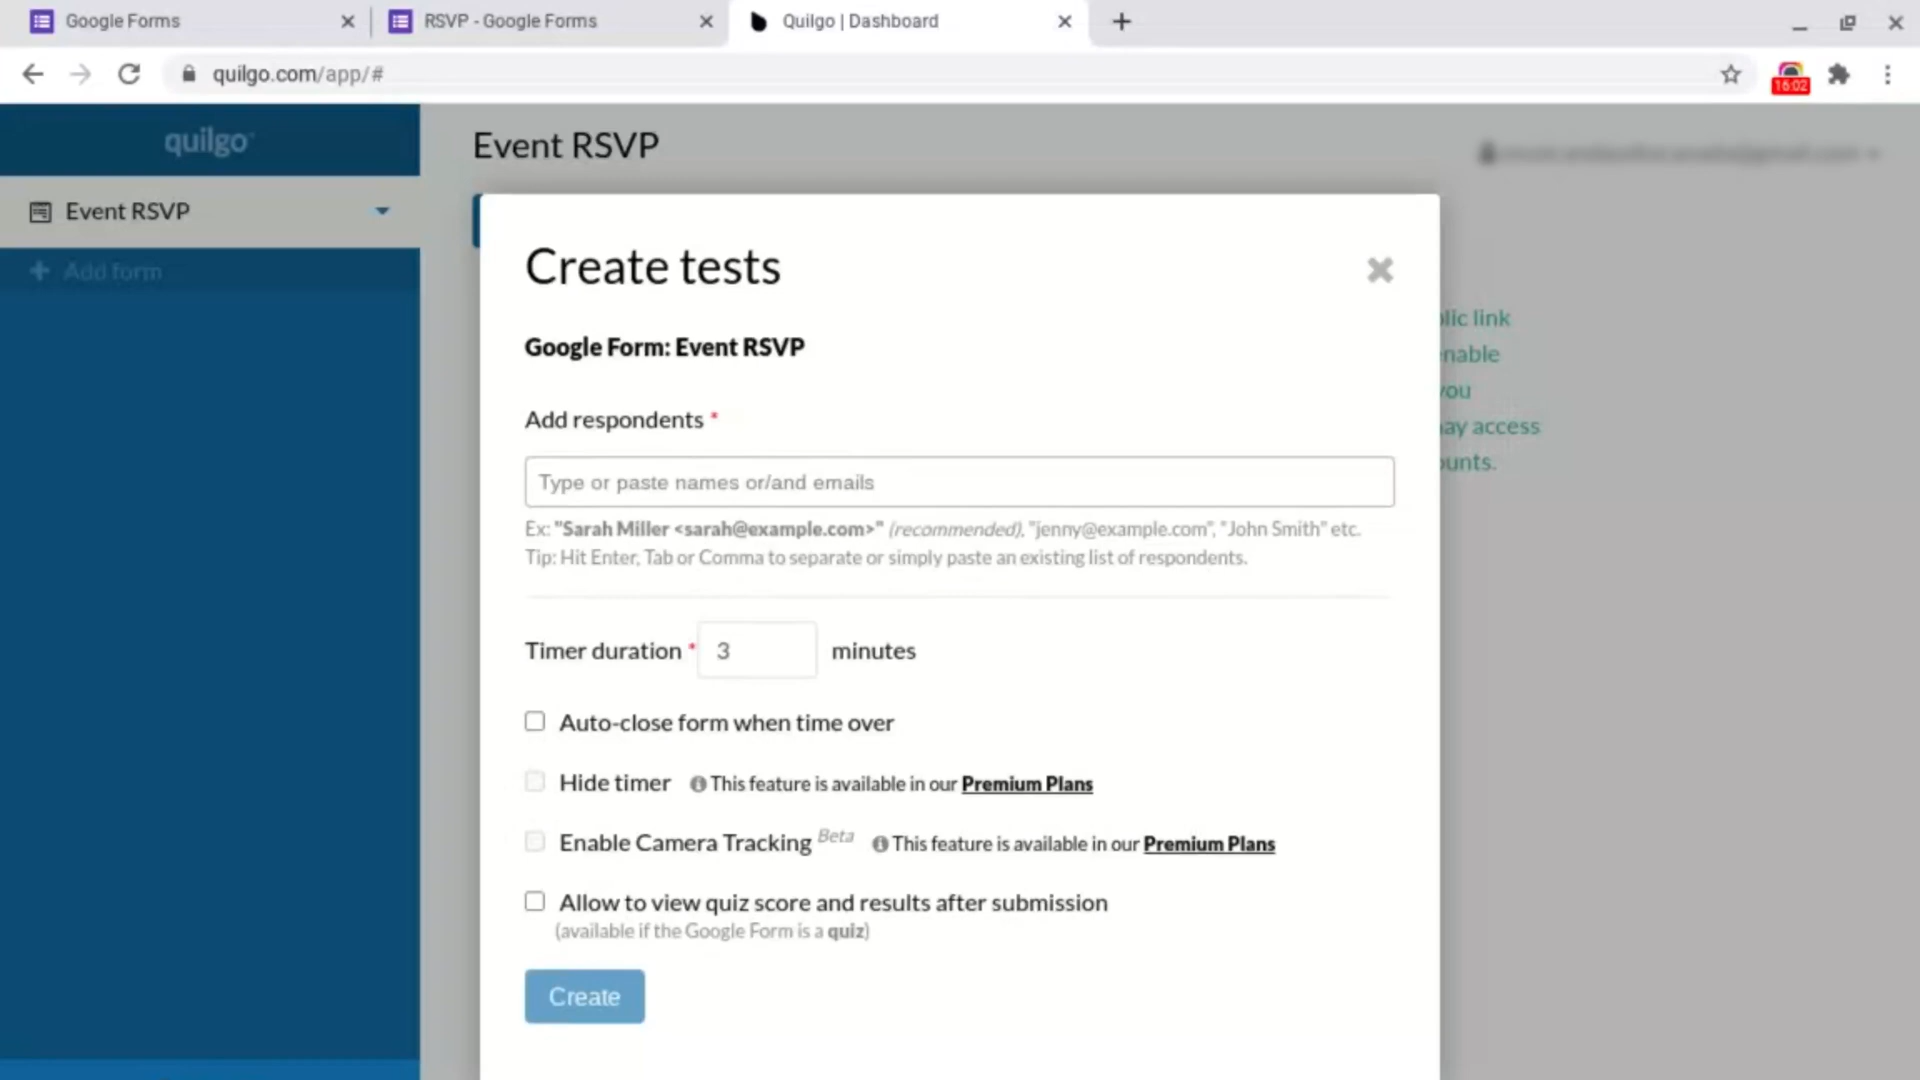 Google Forms
RSVP - Google Forms
Quilgo | Dashboard
quilgo.com/app/#
16:02
quilgo
Event RSVP
Event RSVP
Add form
Create tests
Google Form: Event RSVP
Add respondents *
Type or paste names or/and emails
Ex: "Sarah Miller <sarah@example.com>" (recommended), "jenny@example.com", "John Smith" etc.
Tip: Hit Enter, Tab or Comma to separate or simply paste an existing list of respondents.
Timer duration * 3 minutes
Auto-close form when time over
Hide timer This feature is available in our Premium Plans
Enable Camera Tracking Beta This feature is available in our Premium Plans
Allow to view quiz score and results after submission
(available if the Google Form is a quiz)
Create
link
access